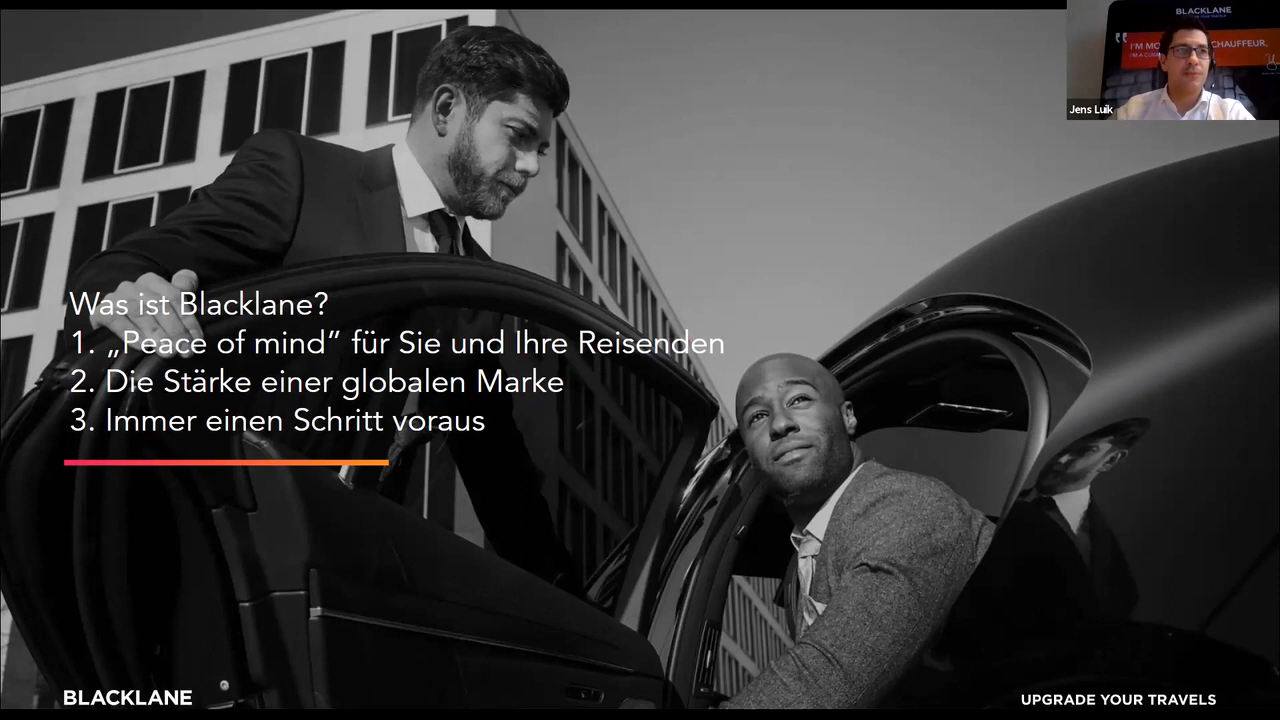 BLACKLANE
I'M MO CHAUFFEUR,
Jens Luik
Was ist Blacklane?
1. „Peace of mind” für Sie und Ihre Reisenden
2. Die Stärke einer globalen Marke
3. Immer einen Schritt voraus
BLACKLANE
UPGRADE YOUR TRAVELS